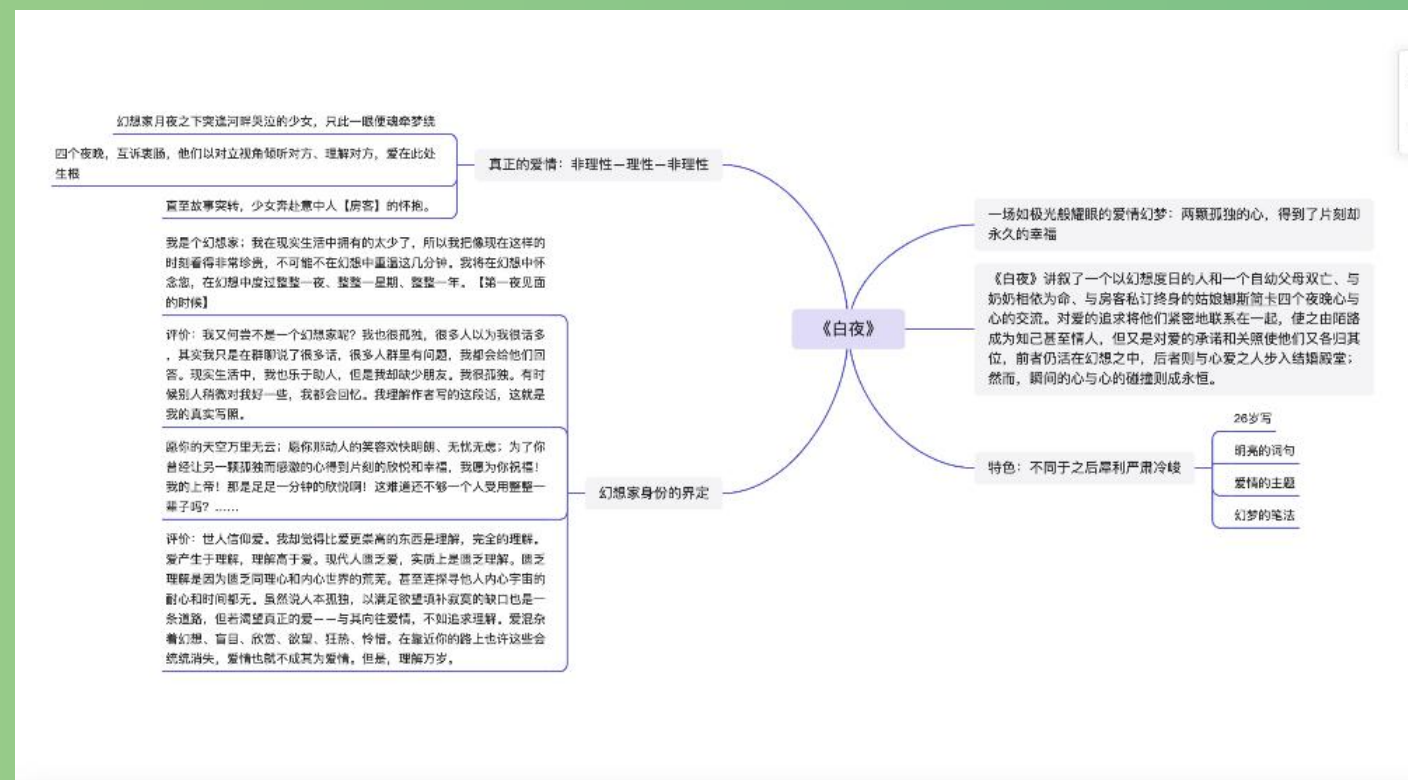 幻想家月夜之下突逢河畔哭泣的少女，只此一眼便魂牵梦绕
四个夜晚，互诉衷肠，他们以对立视角倾听对方、理解对方，爱在此处
生根
直至故事突转，少女奔赴意中人【房客】的怀抱。
真正的爱情：非理性－理性－非理性
我是个幻想家；我在现实生活中拥有的太少了，所以我把像现在这样的
时刻看得非常珍贵，不可能不在幻想中重温这几分钟。我将在幻想中怀
念您，在幻想中度过整整一夜、整整一星期、整整一年。【第一夜见面
的时候】
评价：我又何尝不是一个幻想家呢？我也很孤独，很多人以为我很话多
，其实我只是在群聊说了很多话，很多人群里有问题，我都会给他们回
答。现实生活中，我也乐于助人，但是我却缺少朋友。我很孤独。有时
候别人稍微对我好一些，我都会回忆。我理解作者写的这段话，这就是
我的真实写照。
愿你的天空万里无云；愿你那动人的笑容欢快明朗、无忧无虑；为了你
曾经让另一颗孤独而感激的心得到片刻的欣悦和幸福，我愿为你祝福！
我的上帝！那是足足一分钟的欣悦啊！这难道还不够一个人受用整整一
辈子吗？……
评价：世人信仰爱。我却觉得比爱更崇高的东西是理解，完全的理解。
爱产生于理解，理解高于爱。现代人匮乏爱，实质上是匮乏理解。匮乏
理解是因为匮乏同理心和内心世界的荒芜。甚至连探寻他人内心宇宙的
耐心和时间都无。虽然说人本孤独，以满足欲望填补寂寞的缺口也是一
条道路，但若渴望真正的爱——与其向往爱情，不如追求理解。爱混杂
着幻想、盲目、欣赏、欲望、狂热、怜惜。在靠近你的路上也许这些会
统统消失，爱情也就不成其为爱情。但是，理解万岁。
幻想家身份的界定
《白夜》
一场如极光般耀眼的爱情幻梦：两颗孤独的心，得到了片刻却
永久的幸福
《白夜》讲叙了一个以幻想度日的人和一个自幼父母双亡、与
奶奶相依为命、与房客私订终身的姑娘娜斯简卡四个夜晚心与
心的交流。对爱的追求将他们紧密地联系在一起，使之由陌路
成为知己甚至情人，但又是对爱的承诺和关照使他们又各归其
位，前者仍活在幻想之中，后者则与心爱之人步入结婚殿堂；
然而，瞬间的心与心的碰撞则成永恒。
特色：不同于之后犀利严肃冷峻
26岁写
明亮的词句
爱情的主题
幻梦的笔法